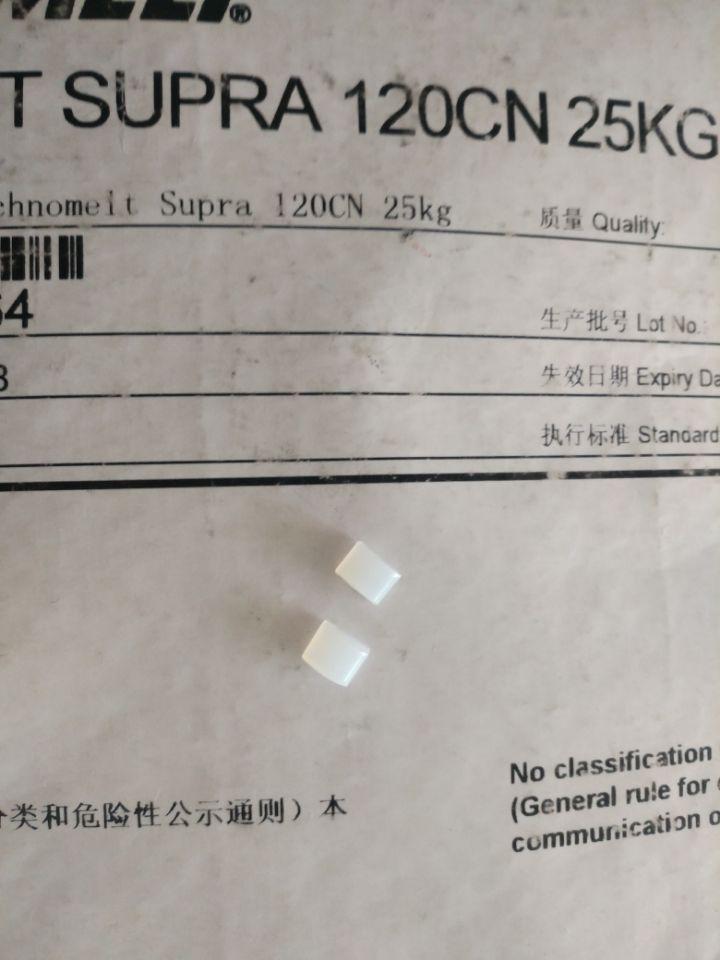 MELT®
T SUPRA 120CN 25KG
chnomelt Supra 120CN 25kg
质量 Quality:
64
生产批号 Lot No.:
3
失效日期 Expiry Da
执行标准 Standard
No classification
分类和危险性公示通则）本
(General rule for
communication o